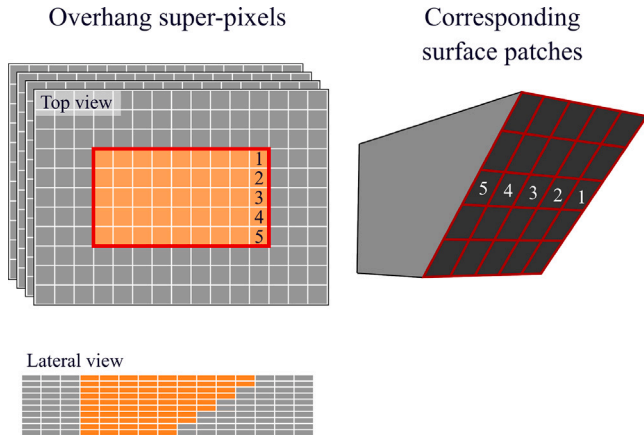 Overhang super-pixels
Corresponding
surface patches
Top view
1
2
3
4
5
5 4 3 2 1
Lateral view